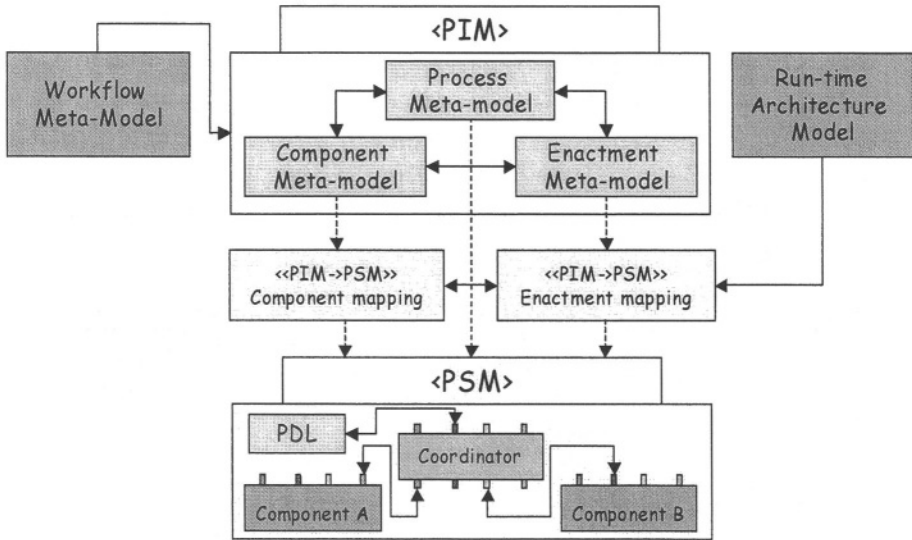 <PIM>
Workflow
Meta-Model
Process
Meta-model
Run-time
Architecture
Model
Component
Meta-model
Enactment
Meta-model
<<PIM->PSM>>
Component mapping
<<PIM->PSM>>
Enactment mapping
<PSM>
PDL
Coordinator
Component A
Component B